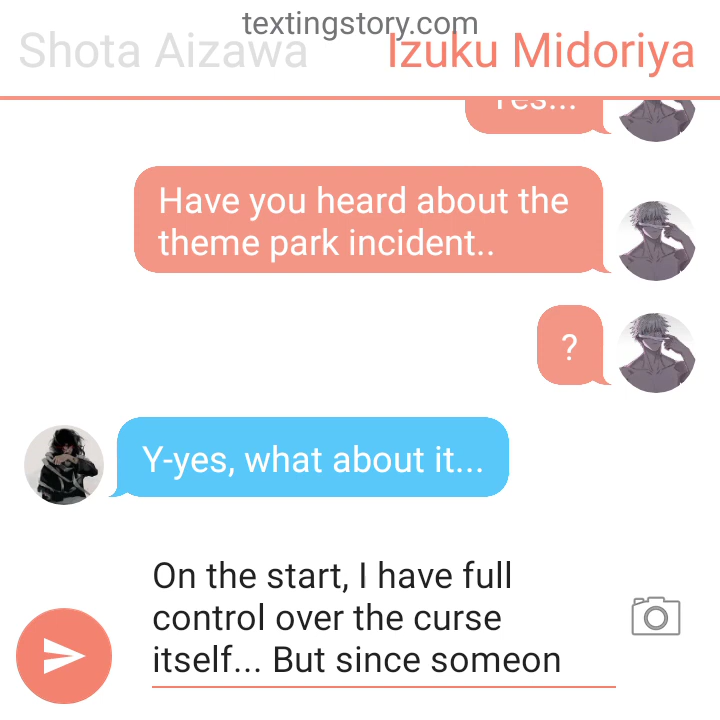 textingstory.com
Shota Aizawa Izuku Midoriya
Yes...
Have you heard about the
theme park incident..
?
Y-yes, what about it...
On the start, I have full
control over the curse
itself... But since someon